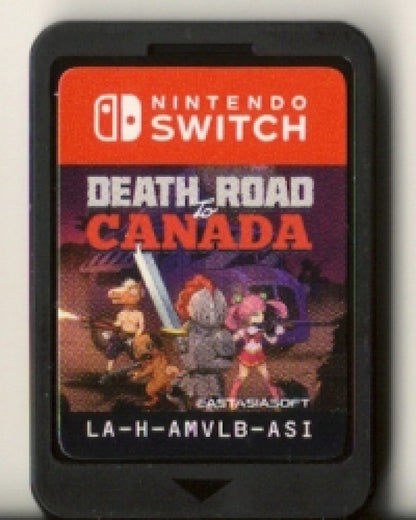 NINTENDO
SWITCH
DEATH ROAD
to
CANADA
EASTASIASOFT
LA-H-AMVLB-ASI